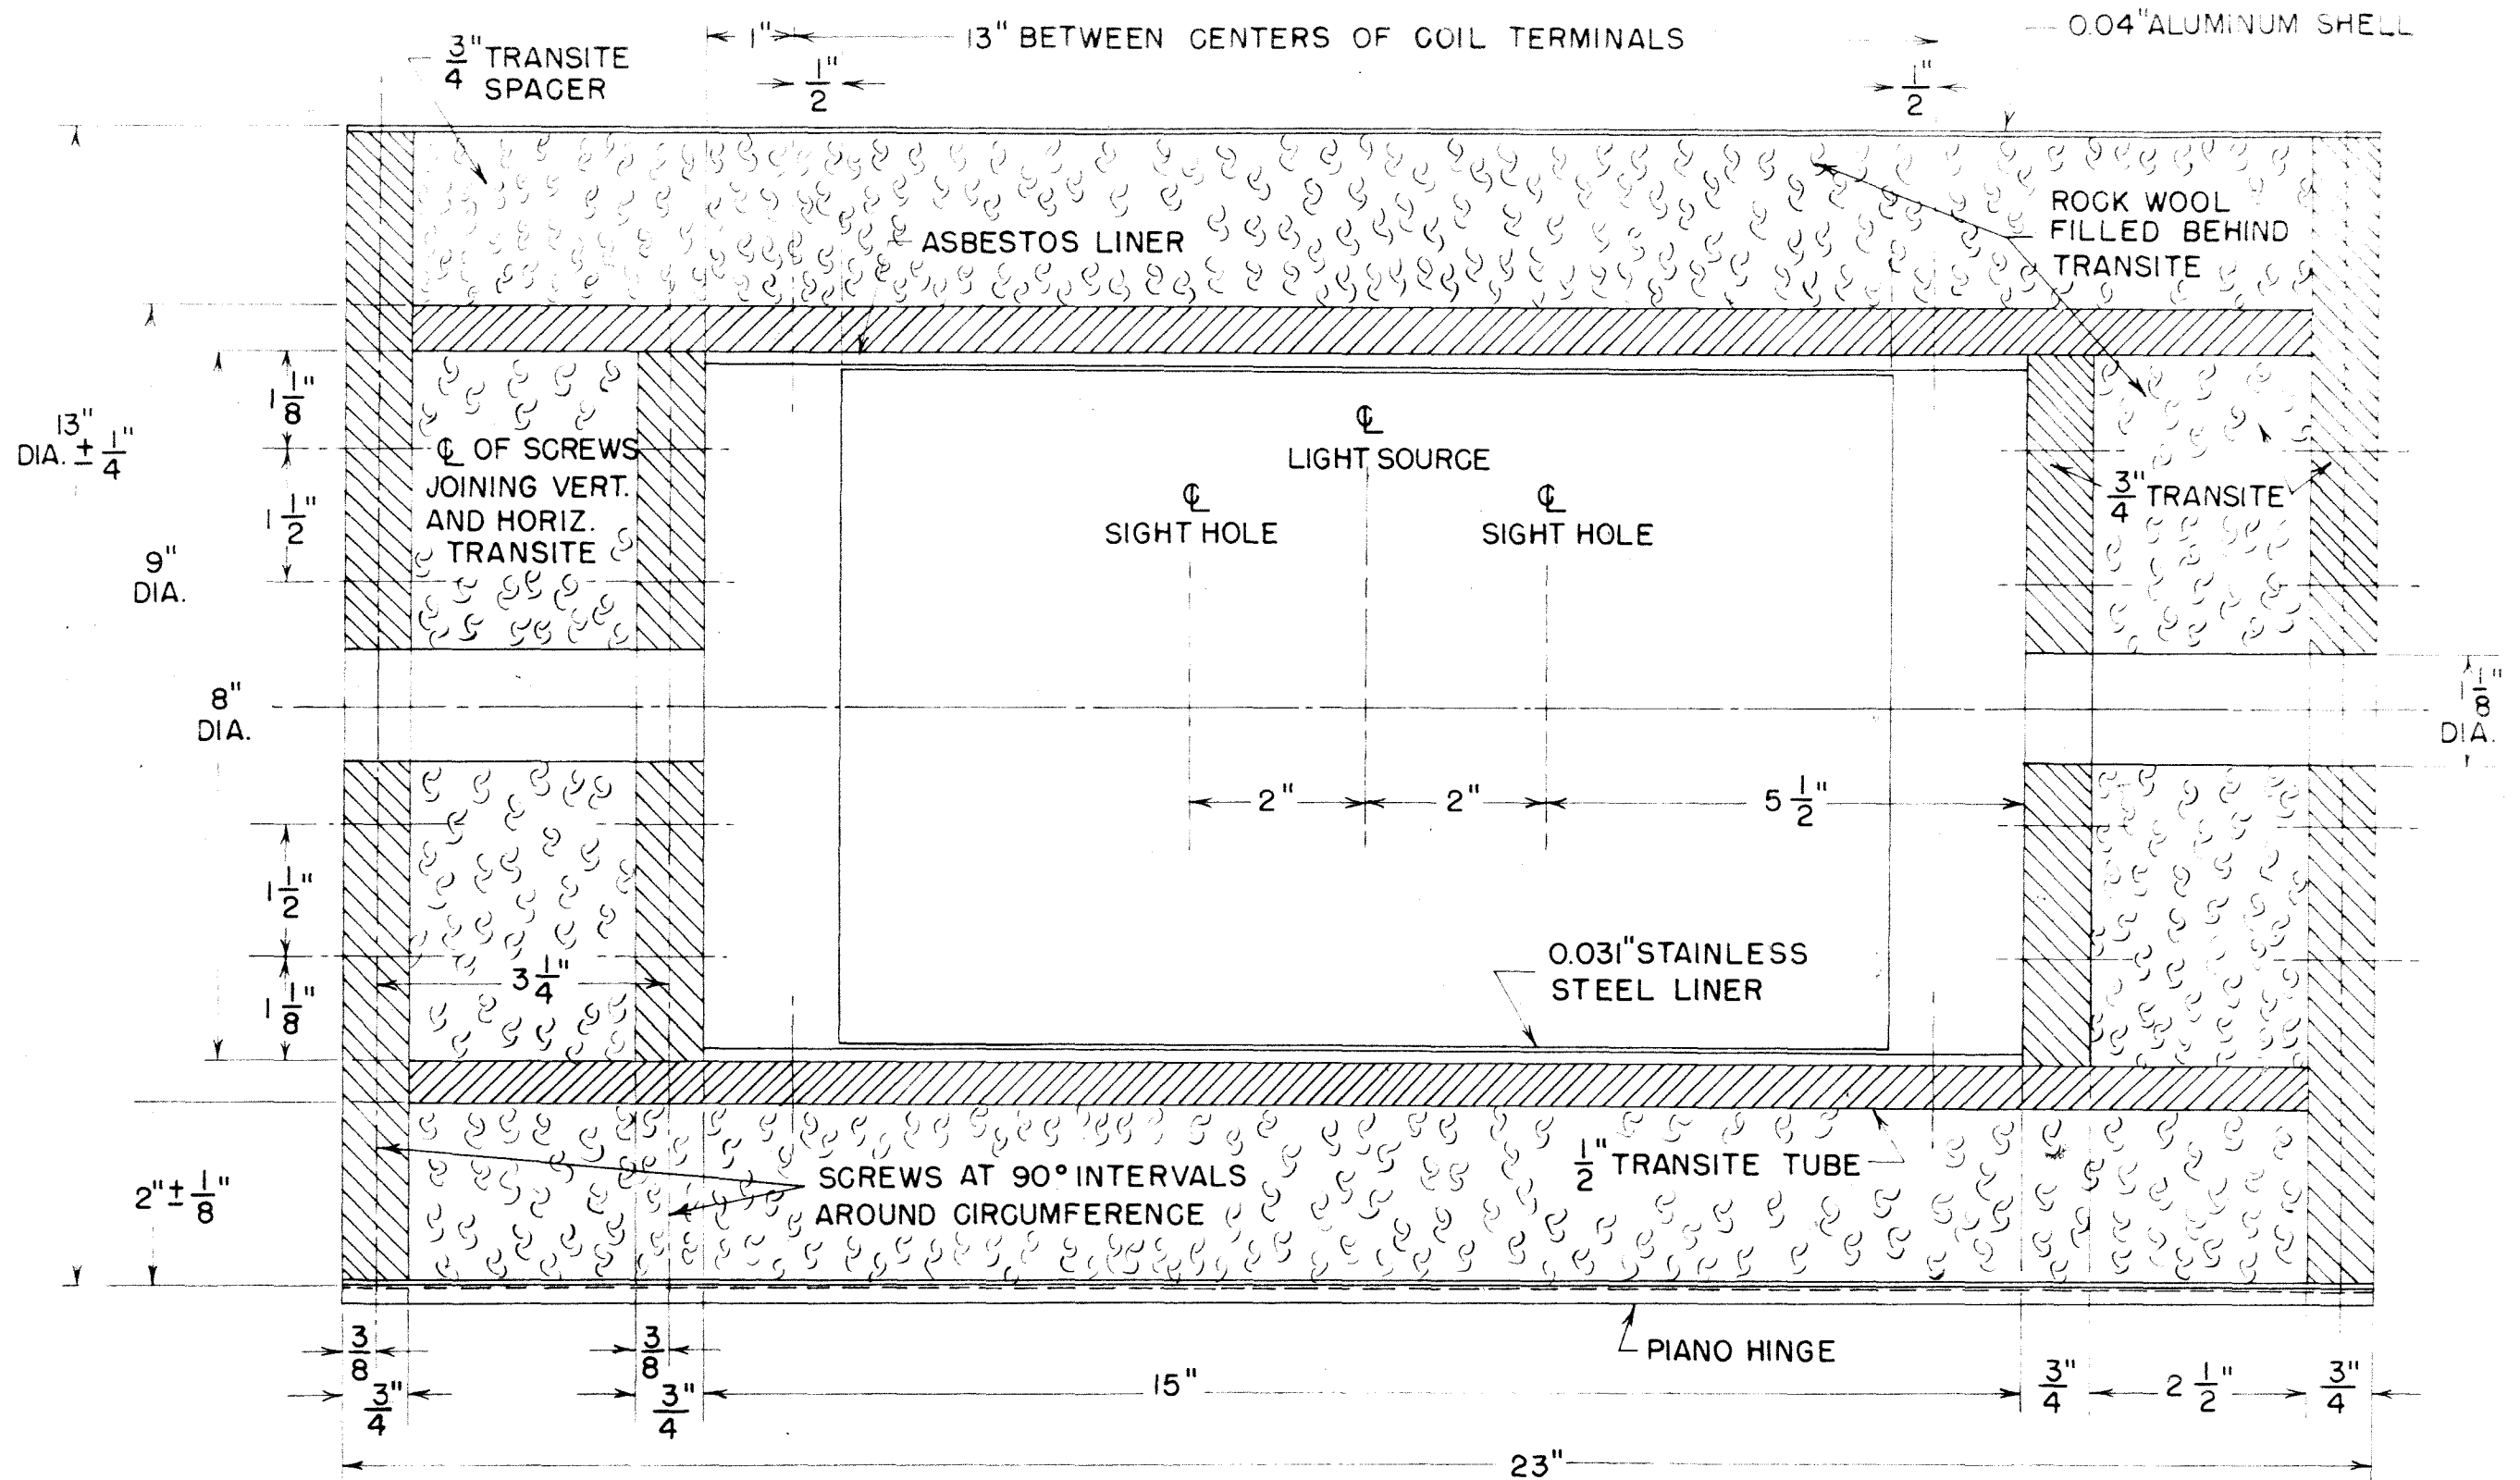 1"
13" BETWEEN CENTERS OF COIL TERMINALS
0.04" ALUMINUM SHELL
3/4" TRANSITE
SPACER
1/2"
1/2"
ROCK WOOL
FILLED BEHIND
TRANSITE
ASBESTOS LINER
1 1/8"
13"
DIA. ± 1/4"
℄ OF SCREWS
JOINING VERT.
AND HORIZ.
TRANSITE
1 1/2"
℄
LIGHT SOURCE
℄
SIGHT HOLE
℄
SIGHT HOLE
3/4" TRANSITE
9"
DIA.
8"
DIA.
1 1/8"
DIA.
2"
2"
5 1/2"
1 1/2"
3 1/4"
1 1/8"
0.031" STAINLESS
STEEL LINER
2" ± 1/8"
SCREWS AT 90° INTERVALS
AROUND CIRCUMFERENCE
1/2" TRANSITE TUBE
PIANO HINGE
3/8
3/8
3/4"
3/4"
15"
3/4"
2 1/2"
3/4"
23"